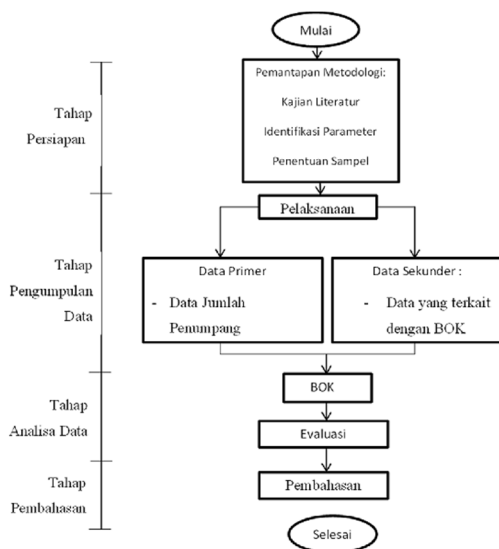 Mulai
Tahap
Persiapan
Pemantapan Metodologi:
Kajian Literatur
Identifikasi Parameter
Penentuan Sampel
Tahap
Pengumpulan
Data
Pelaksanaan
Data Primer
- Data Jumlah
Penumpang
Data Sekunder :
- Data yang terkait
dengan BOK
Tahap
Analisa Data
BOK
Evaluasi
Tahap
Pembahasan
Pembahasan
Selesai